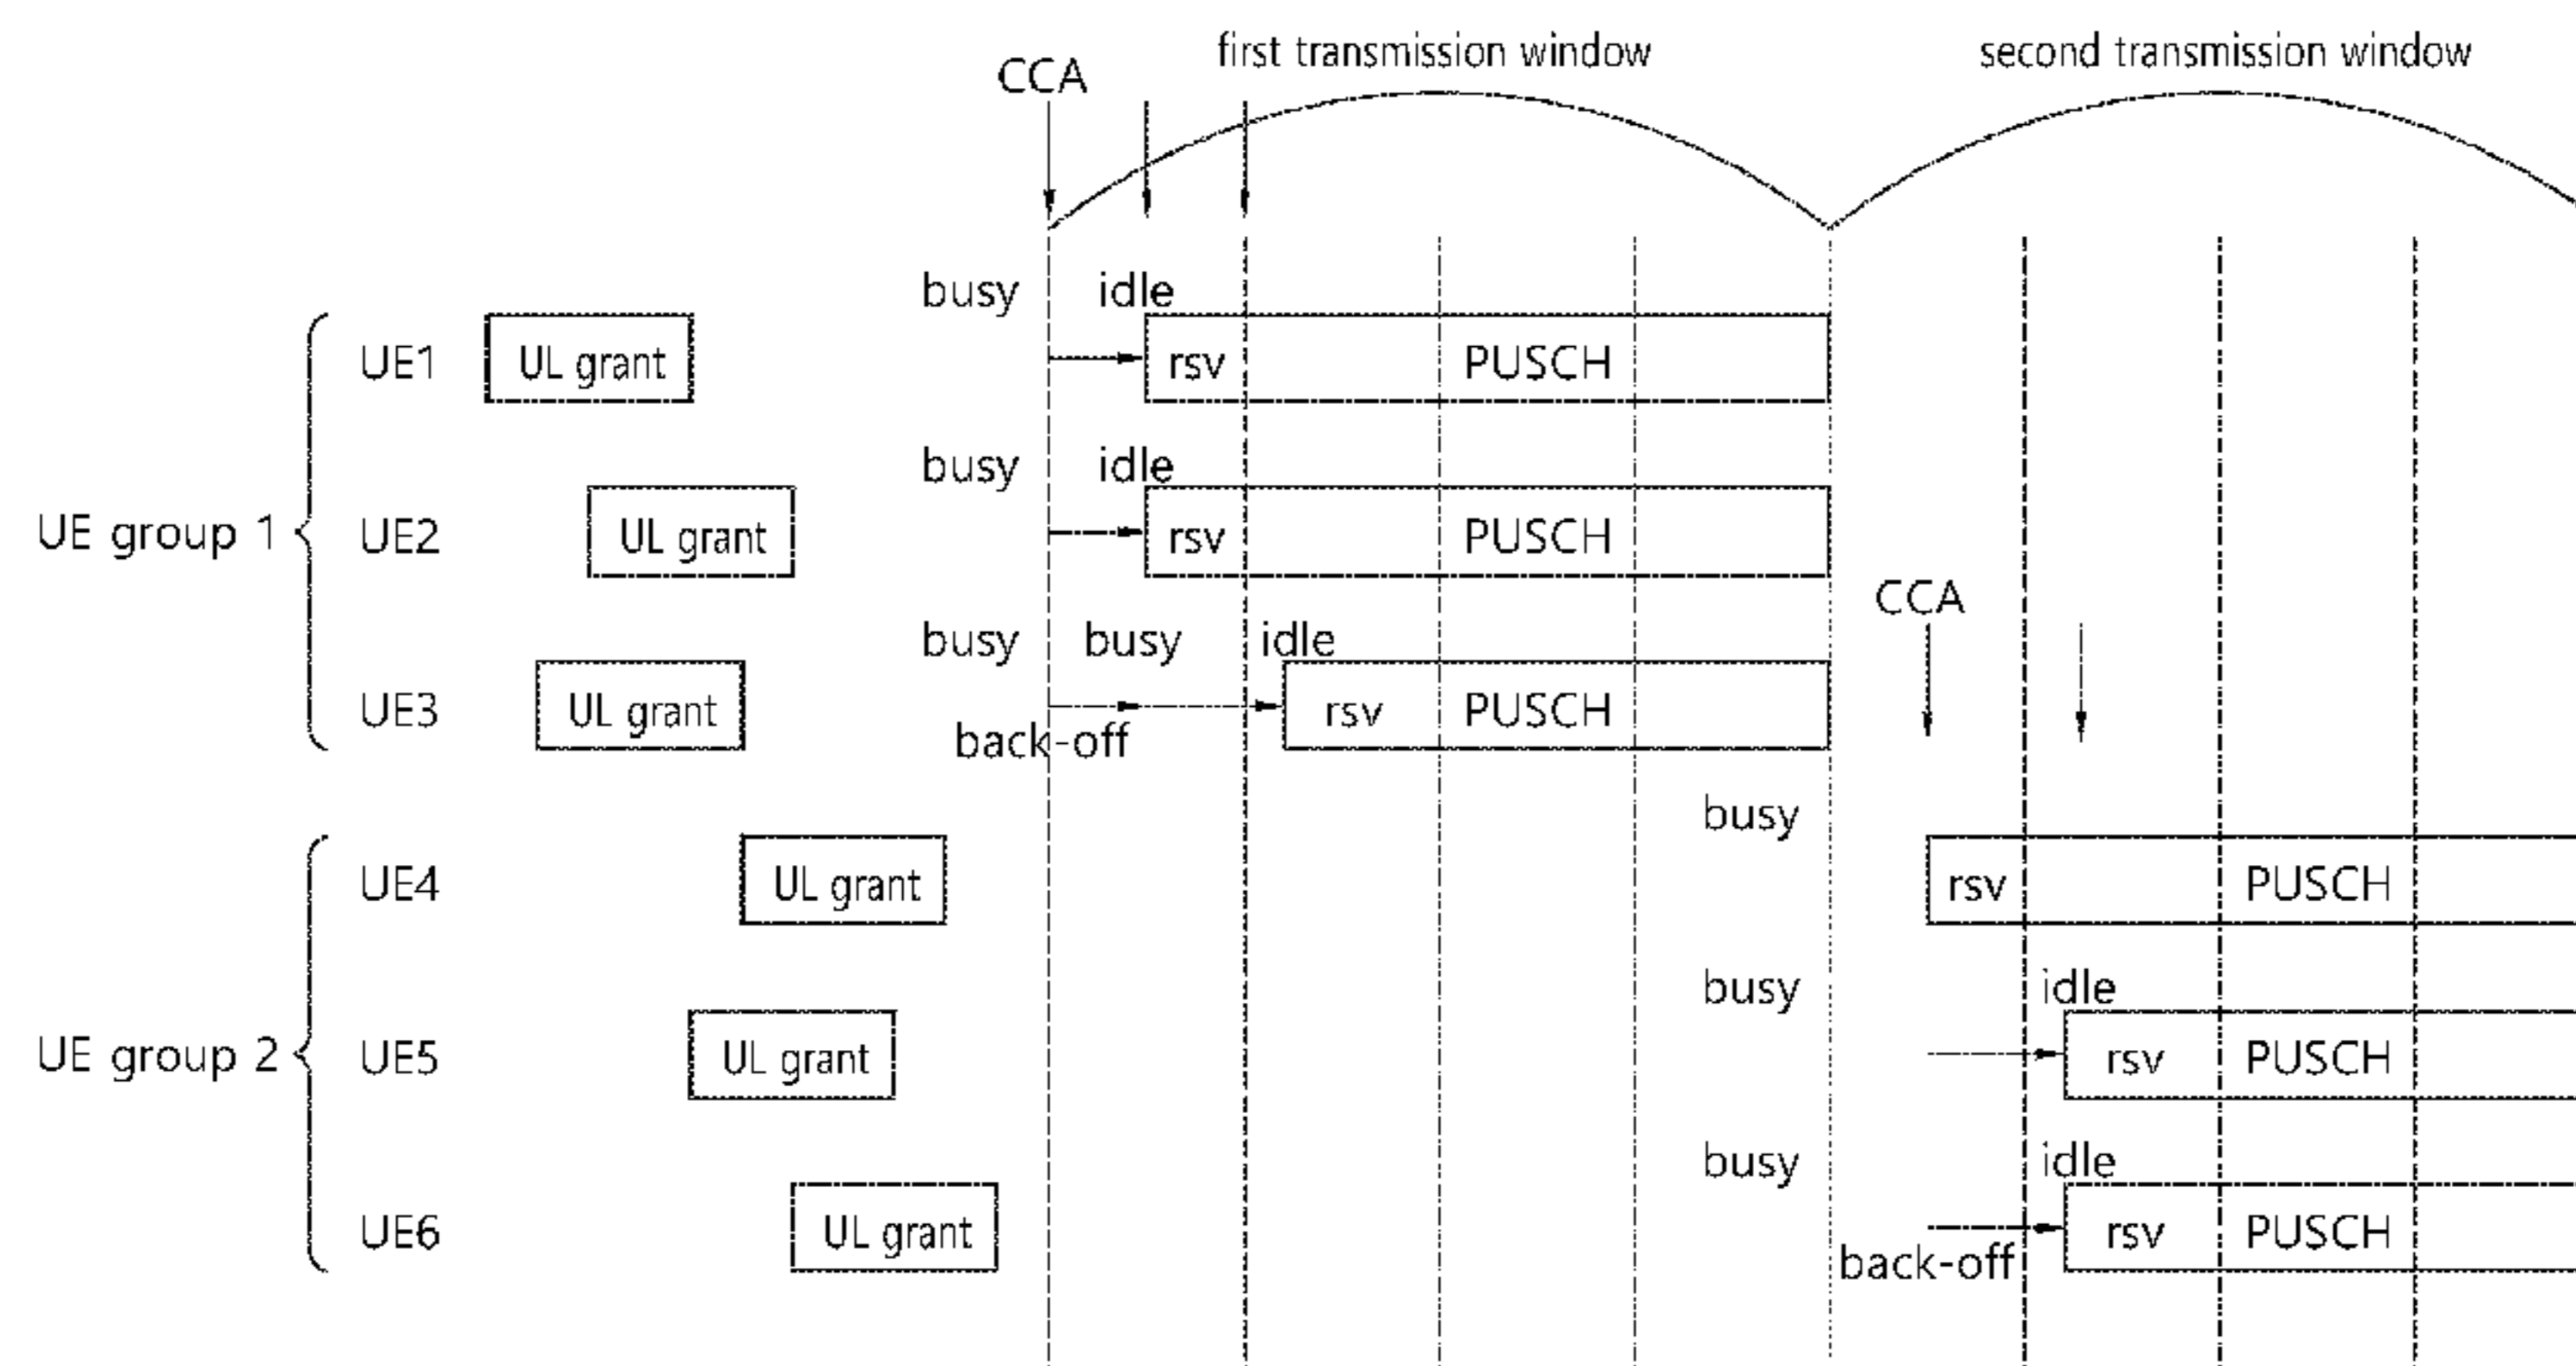 first transmission window
second transmission window
CCA
busy
idle
UE1
UL grant
rsv
PUSCH
busy
idle
UE group 1
UE2
UL grant
rsv
PUSCH
CCA
busy
busy
idle
UE3
UL grant
rsv
PUSCH
back-off
busy
UE4
UL grant
rsv
PUSCH
busy
idle
UE group 2
UE5
UL grant
rsv
PUSCH
busy
idle
UE6
UL grant
rsv
PUSCH
back-off